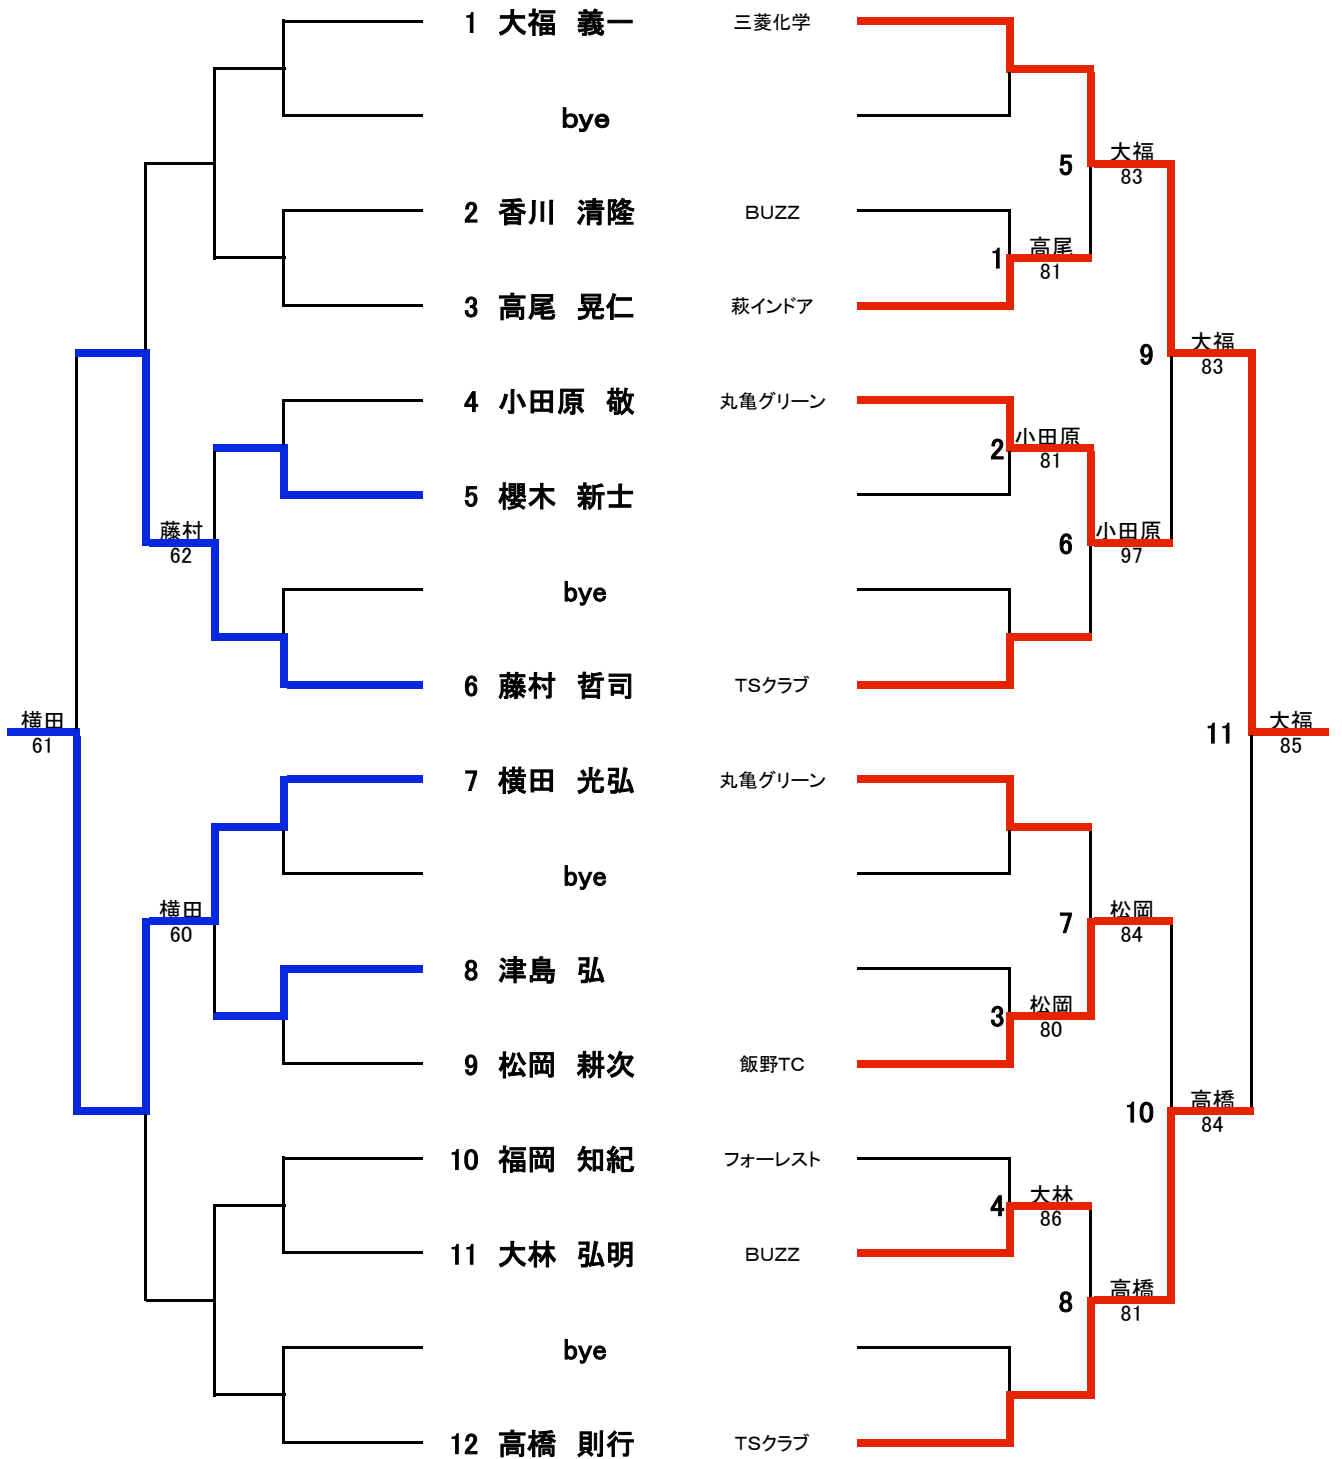 1 大福 義一 三菱化学
bye
5 大福
83
2 香川 清隆 BUZZ
1 高尾
81
3 高尾 晃仁 萩インドア
9 大福
83
4 小田原 敬 丸亀グリーン
2 小田原
81
5 櫻木 新士
藤村
62
6 小田原
97
bye
6 藤村 哲司 TSクラブ
横田
61
11 大福
85
7 横田 光弘 丸亀グリーン
bye
横田
60
7 松岡
84
8 津島 弘
3 松岡
80
9 松岡 耕次 飯野TC
10 高橋
84
10 福岡 知紀 フォーレスト
4 大林
86
11 大林 弘明 BUZZ
8 高橋
81
bye
12 高橋 則行 TSクラブ